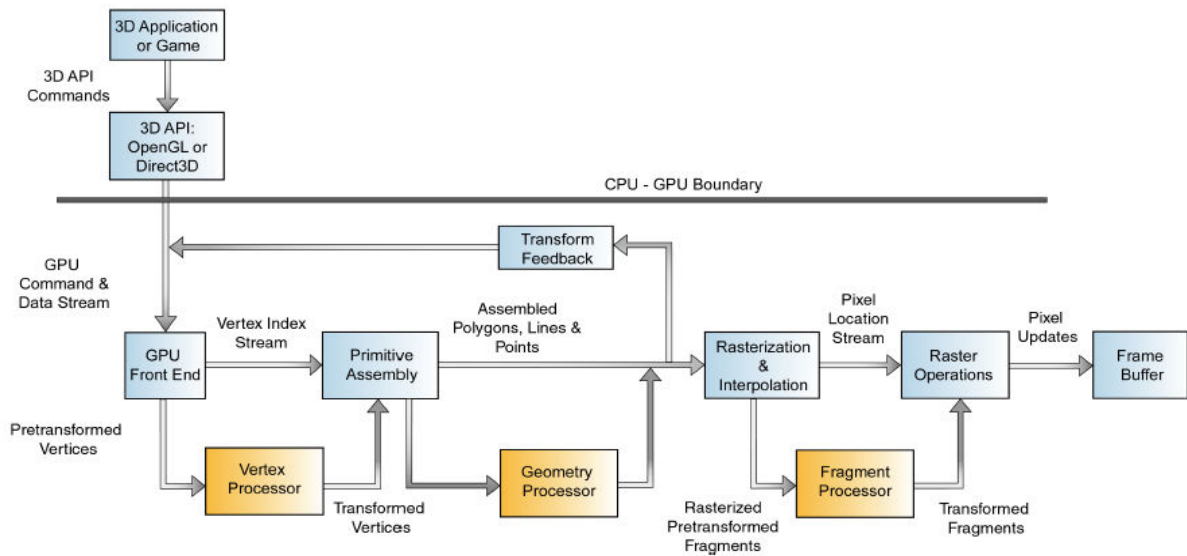 3D Application
or Game
3D API
Commands
3D API:
OpenGL or
Direct3D
CPU - GPU Boundary
Transform
Feedback
GPU
Command &
Data Stream
Vertex Index
Stream
Assembled
Polygons, Lines &
Points
Pixel
Location
Stream
Pixel
Updates
GPU
Front End
Primitive
Assembly
Rasterization
&
Interpolation
Raster
Operations
Frame
Buffer
Pretransformed
Vertices
Vertex
Processor
Transformed
Vertices
Geometry
Processor
Rasterized
Pretransformed
Fragments
Fragment
Processor
Transformed
Fragments